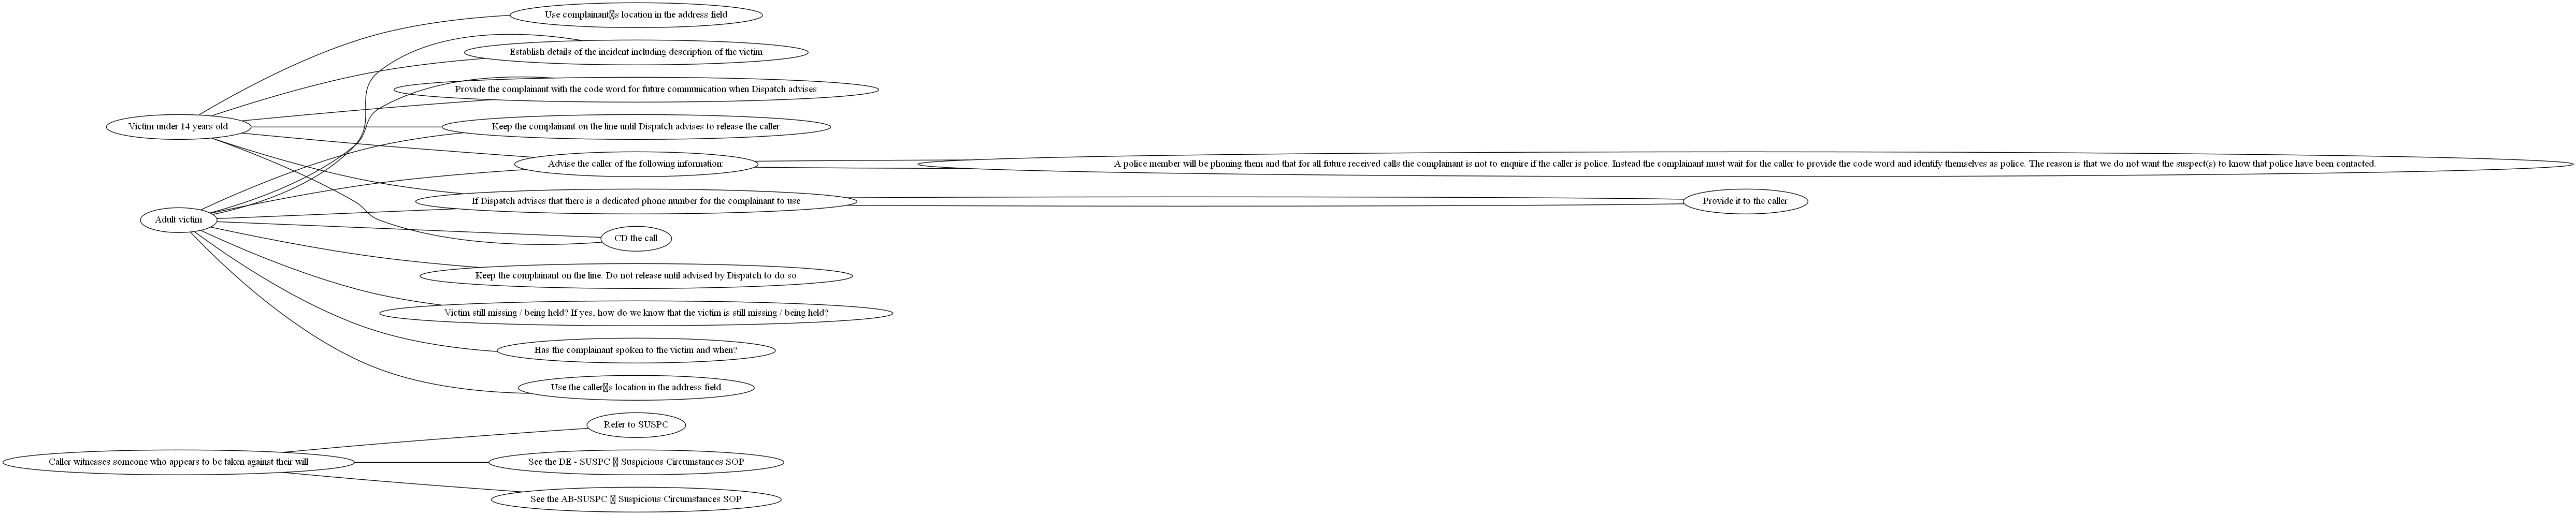 Use complainant□s location in the address field
Establish details of the incident including description of the victim
Provide the complainant with the code word for future communication when Dispatch advises
Victim under 14 years old
Keep the complainant on the line until Dispatch advises to release the caller
Advise the caller of the following information:
A police member will be phoning them and that for all future received calls the complainant is not to enquire if the caller is police. Instead the complainant must wait for the caller to provide the code word and identify themselves as police. The reason is that we do not want the suspect(s) to know that police have been contacted.
If Dispatch advises that there is a dedicated phone number for the complainant to use
Provide it to the caller
Adult victim
CD the call
Keep the complainant on the line. Do not release until advised by Dispatch to do so
Victim still missing / being held? If yes, how do we know that the victim is still missing / being held?
Has the complainant spoken to the victim and when?
Use the caller□s location in the address field
Refer to SUSPC
Caller witnesses someone who appears to be taken against their will
See the DE - SUSPC □ Suspicious Circumstances SOP
See the AB-SUSPC □ Suspicious Circumstances SOP